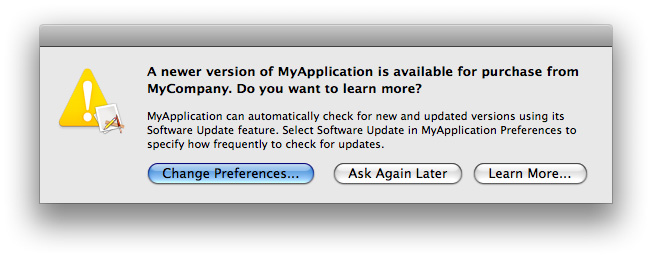 A newer version of MyApplication is available for purchase from
MyCompany. Do you want to learn more?
MyApplication can automatically check for new and updated versions using its
Software Update feature. Select Software Update in MyApplication Preferences to
specify how frequently to check for updates.
Change Preferences... Ask Again Later Learn More...